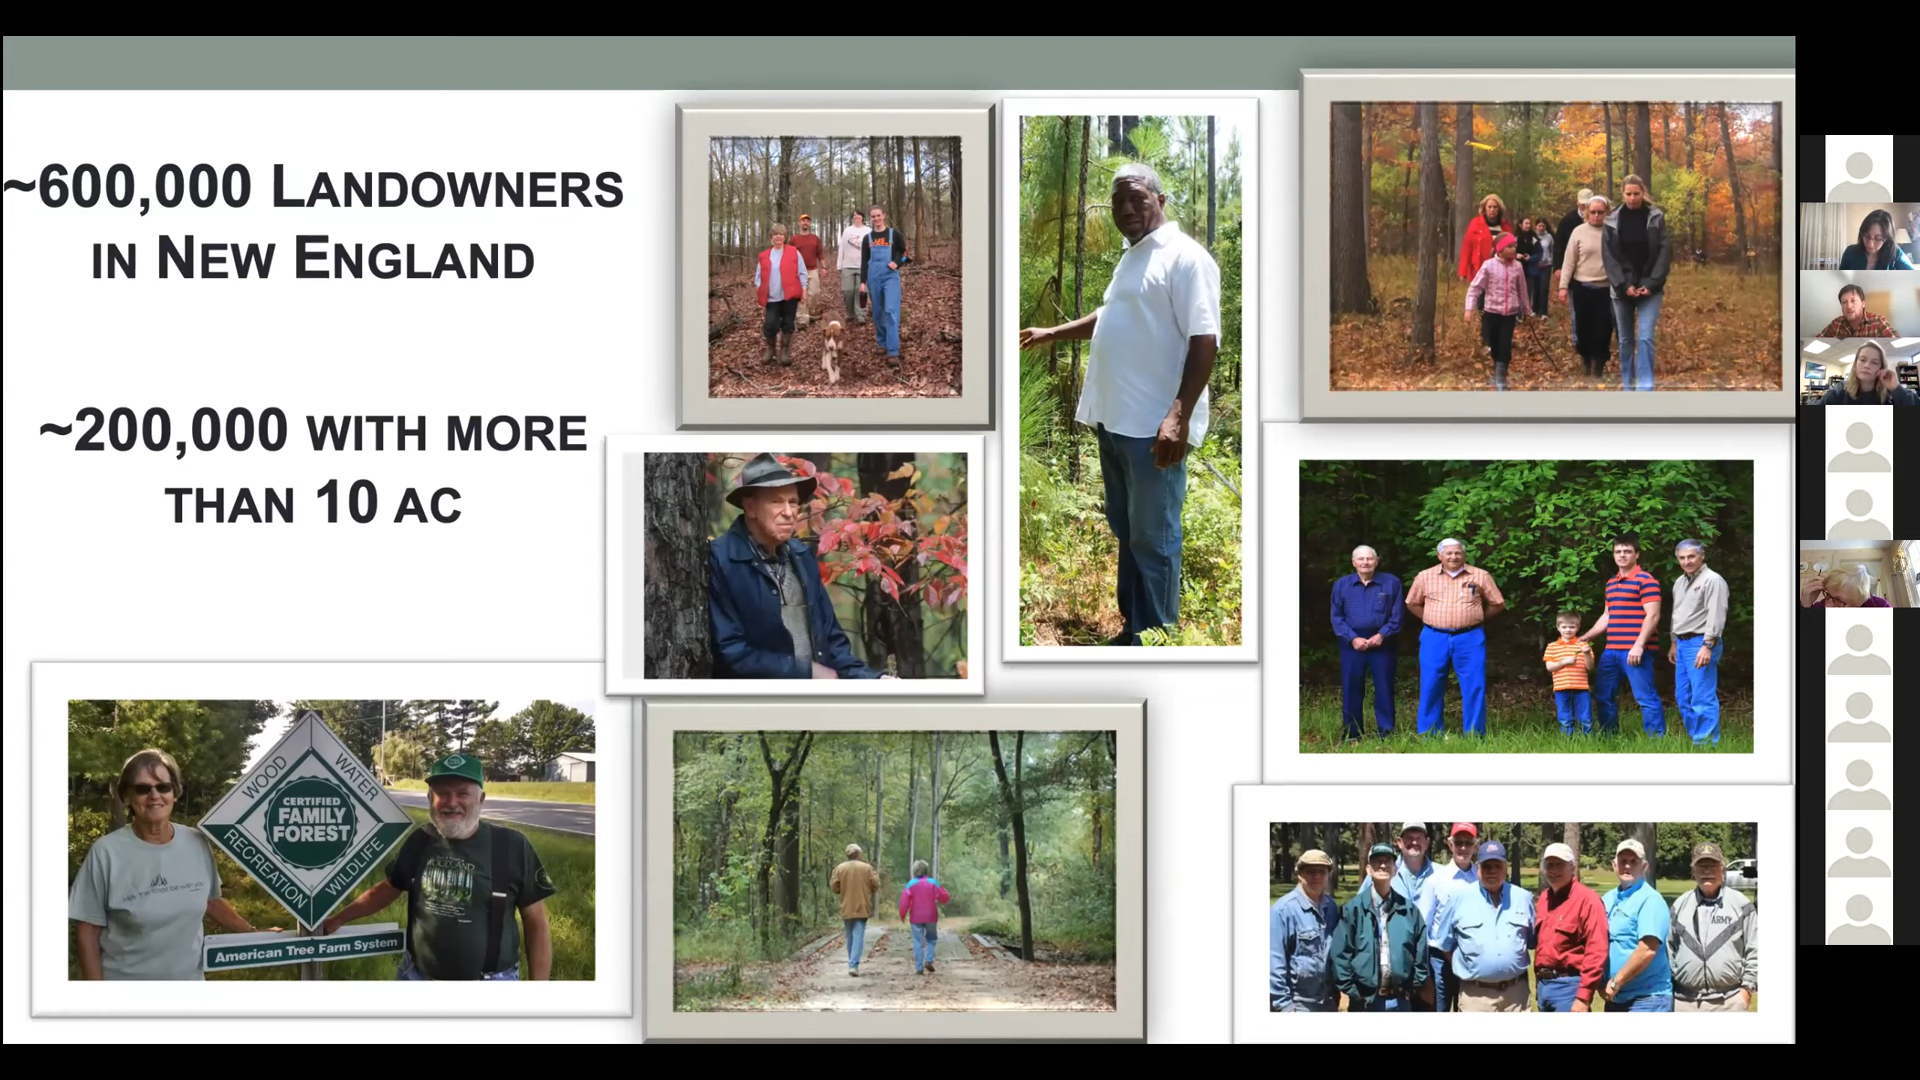 ~600,000 LANDOWNERS
IN NEW ENGLAND
~200,000 WITH MORE
THAN 10 AC
WOOD
WATER
CERTIFIED
FAMILY
FOREST
RECREATION
WILDLIFE
American Tree Farm System
ARMY